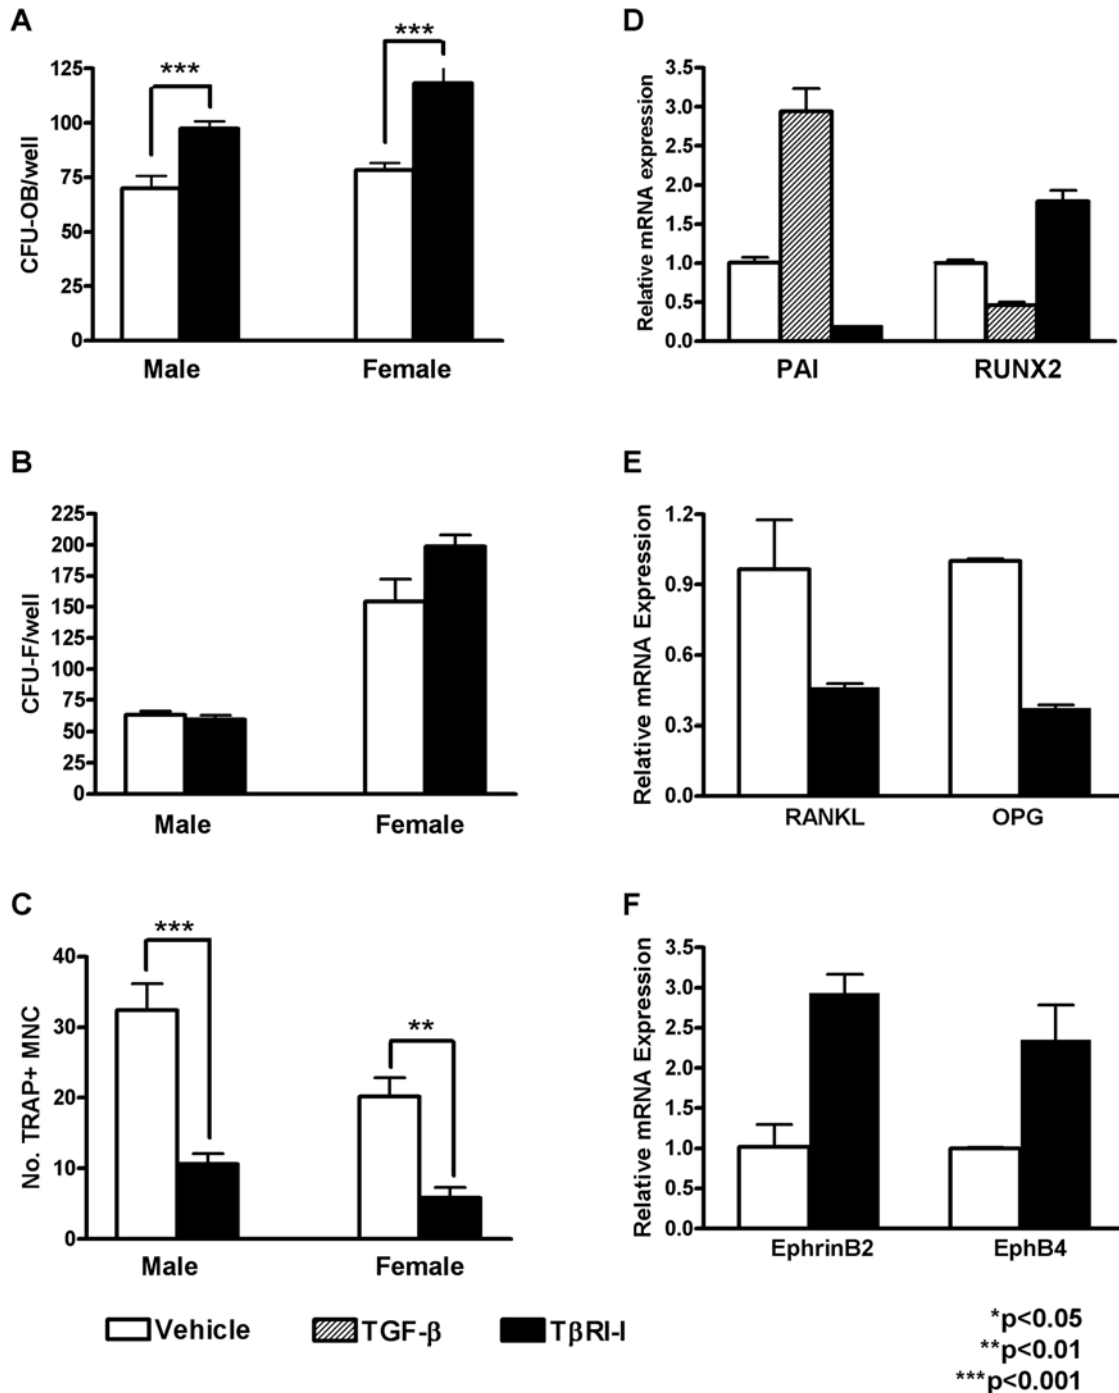 A
***
***
CFU-OB/well
125
100
75
50
25
0
Male
Female
B
CFU-F/well
225
200
175
150
125
100
75
50
25
0
Male
Female
C
***
**
No. TRAP+ MNC
40
30
20
10
0
Male
Female
D
Relative mRNA expression
3.5
3.0
2.5
2.0
1.5
1.0
0.5
0.0
PAI
RUNX2
E
Relative mRNA Expression
1.2
0.9
0.6
0.3
0.0
RANKL
OPG
F
Relative mRNA Expression
3.5
3.0
2.5
2.0
1.5
1.0
0.5
0.0
EphrinB2
EphB4
Vehicle
TGF-β
TβRI-I
*p<0.05
**p<0.01
***p<0.001